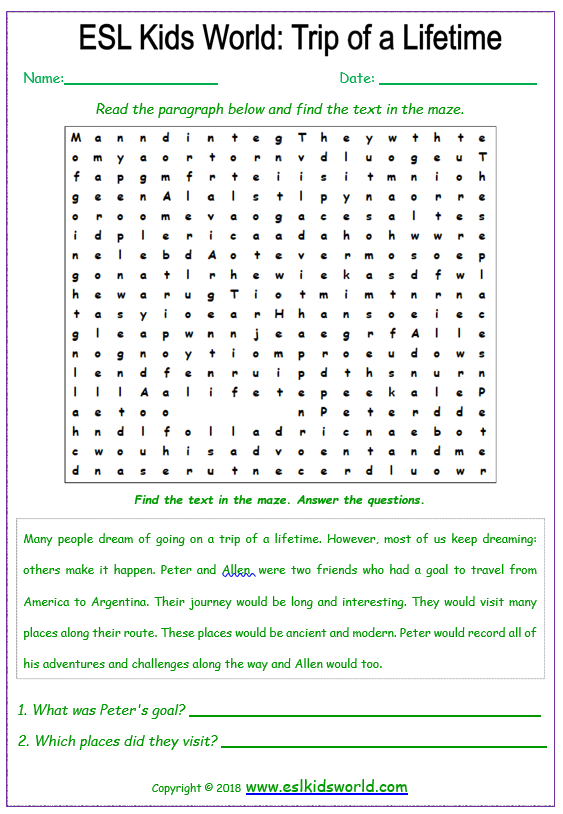 ESL Kids World: Trip of a Lifetime
Name:                    Date:
Read the paragraph below and find the text in the maze.
M a n n d i n t e g T h e y w t h t e
o m y a o r t o r n v d l u o g e u T
f a p g m f r t e i i s i t m n i o h
g e e n A l a l s t l p y n a o r r e
o r o o m e v a o g a c e s a l t e s
i d p l e r i c a a d a h o h w w r e
n e l e b d A o t e v e r m o s o e p
g o n a t l r h e w i e k a s d f w l
h e w a r u g T i o t m i m t n r n a
t a s y i o e a r H h a n s o e i e c
g l e a p w n n j e a e g r f A l l e
n o g n o y t i o m p r o e u d o w s
l e n d f e n r u i p d t h s n u r n
l l l A a l i f e t e p e e k a l e P
a e t o o n P e t e r d d e
h n d l f o l l a d r i c n a e b o t
c w o u h i s a d v o e n t a n d m e
d n a s e r u t n e c e r d l u o w r
Find the text in the maze. Answer the questions.
Many people dream of going on a trip of a lifetime. However, most of us keep dreaming:
others make it happen. Peter and Allen were two friends who had a goal to travel from
America to Argentina. Their journey would be long and interesting. They would visit many
places along their route. These places would be ancient and modern. Peter would record all of
his adventures and challenges along the way and Allen would too.
1. What was Peter's goal?
2. Which places did they visit?
Copyright © 2018 www.eslkidsworld.com